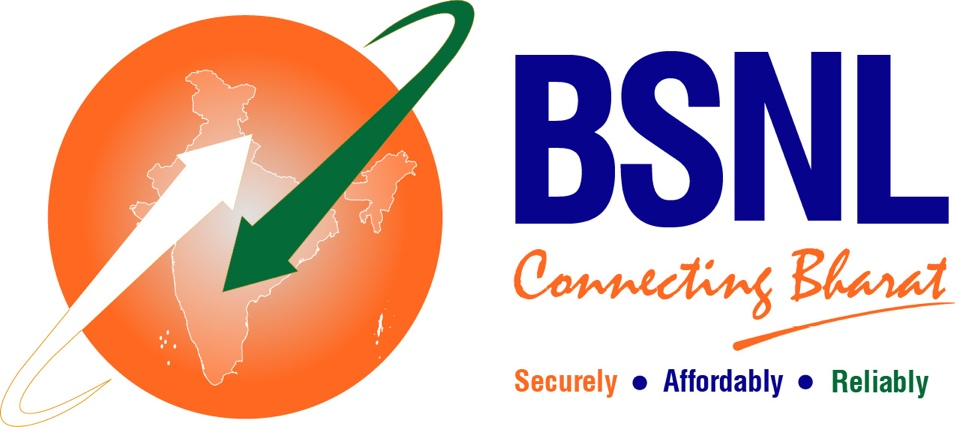 BSNL
Connecting Bharat
Securely • Affordably • Reliably